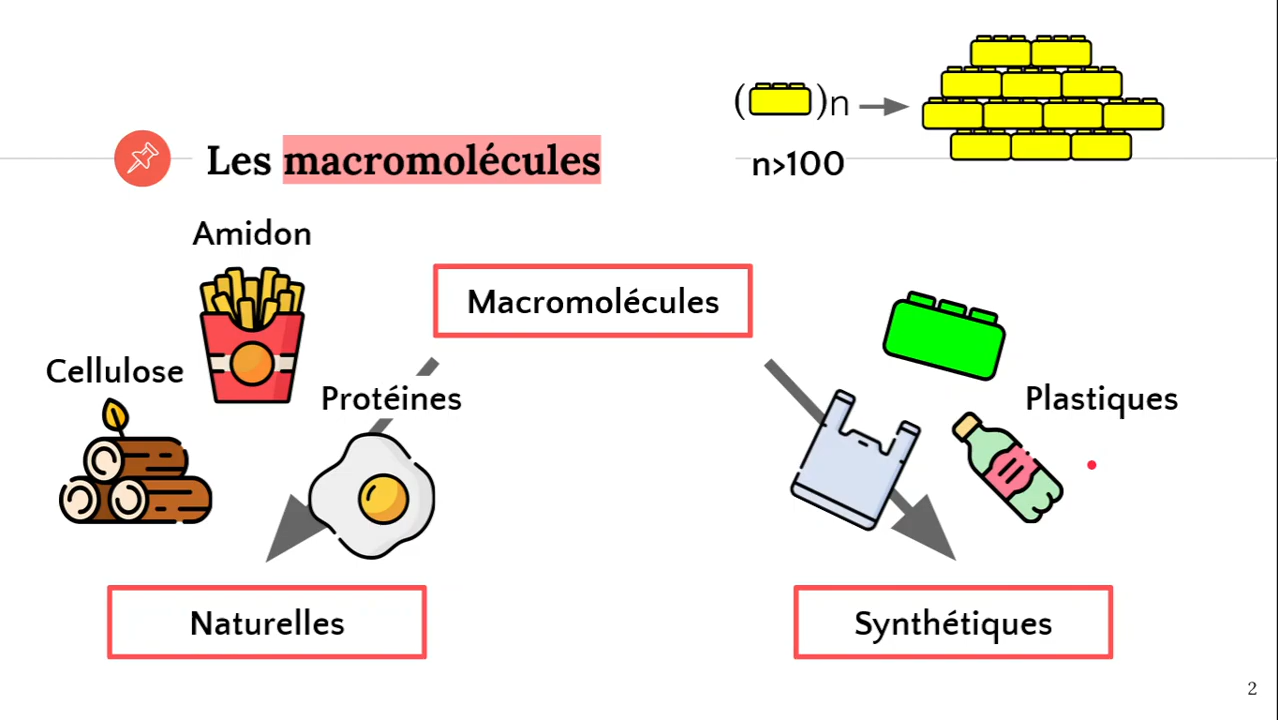 ( )n
n>100
Les macromolécules
Amidon
Macromolécules
Cellulose
Protéines
Plastiques
Naturelles
Synthétiques
2